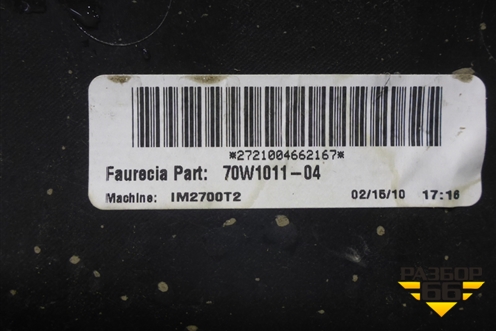 *2721004662167*
Faurecia Part: 70W1011-04
Machine: IM2700T2 02/15/10 17:16
РАЗБОР
66